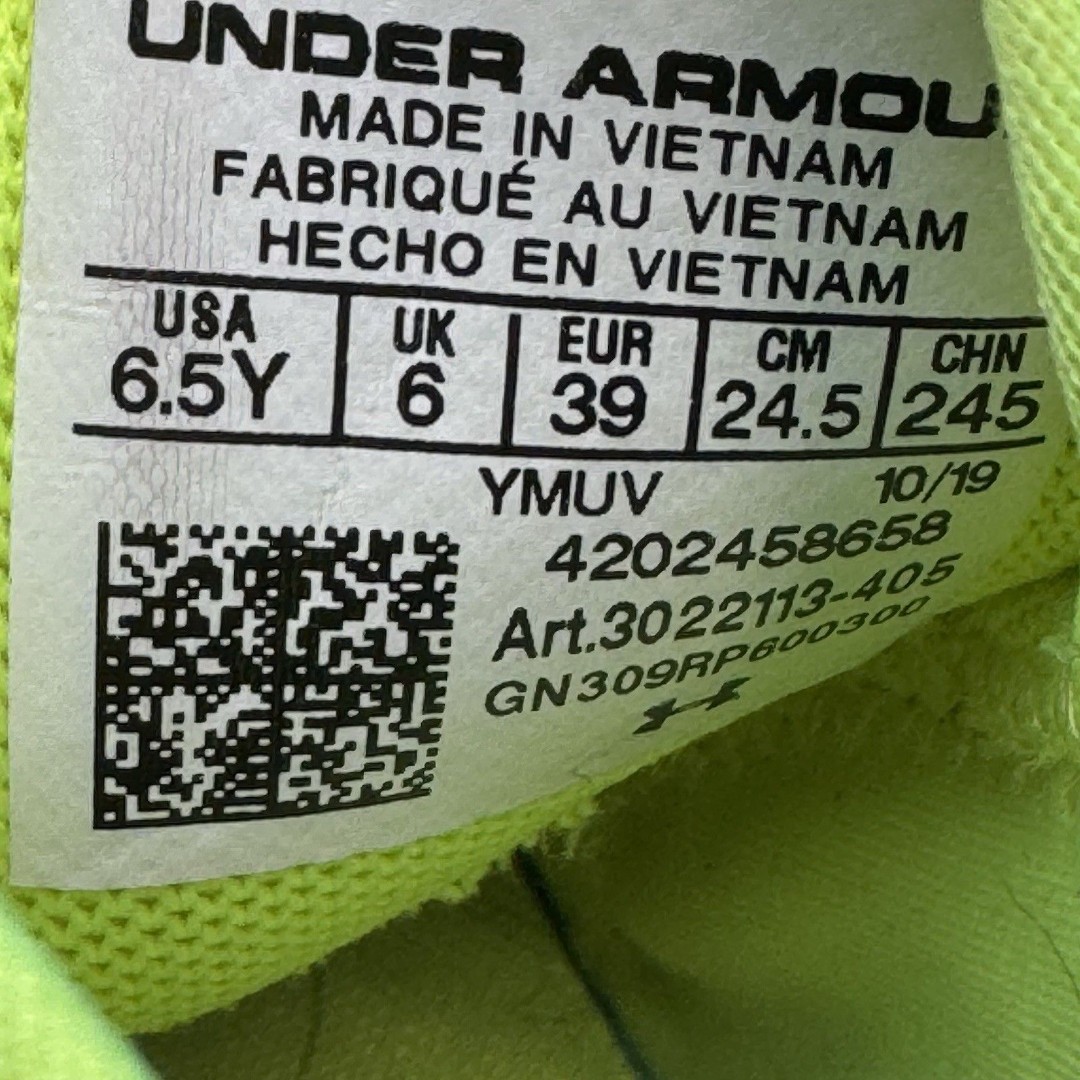 UNDER ARMOU
MADE IN VIETNAM
FABRIQUÉ AU VIETNAM
HECHO EN VIETNAM
USA UK EUR CM CHN
6.5Y 6 39 24.5 245
YMUV 10/19
4202458658
Art.3022113-405
GN309RP600300